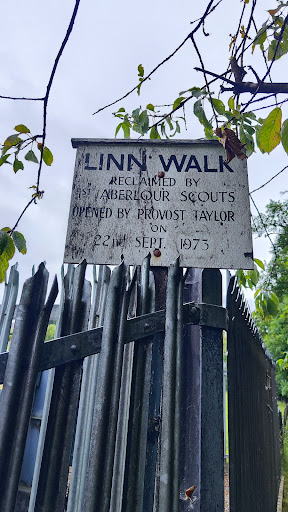 LINN WALK
RECLAIMED BY
1ST ABERLOUR SCOUTS
OPENED BY PROVOST TAYLOR
ON
22ND SEPT. 1973